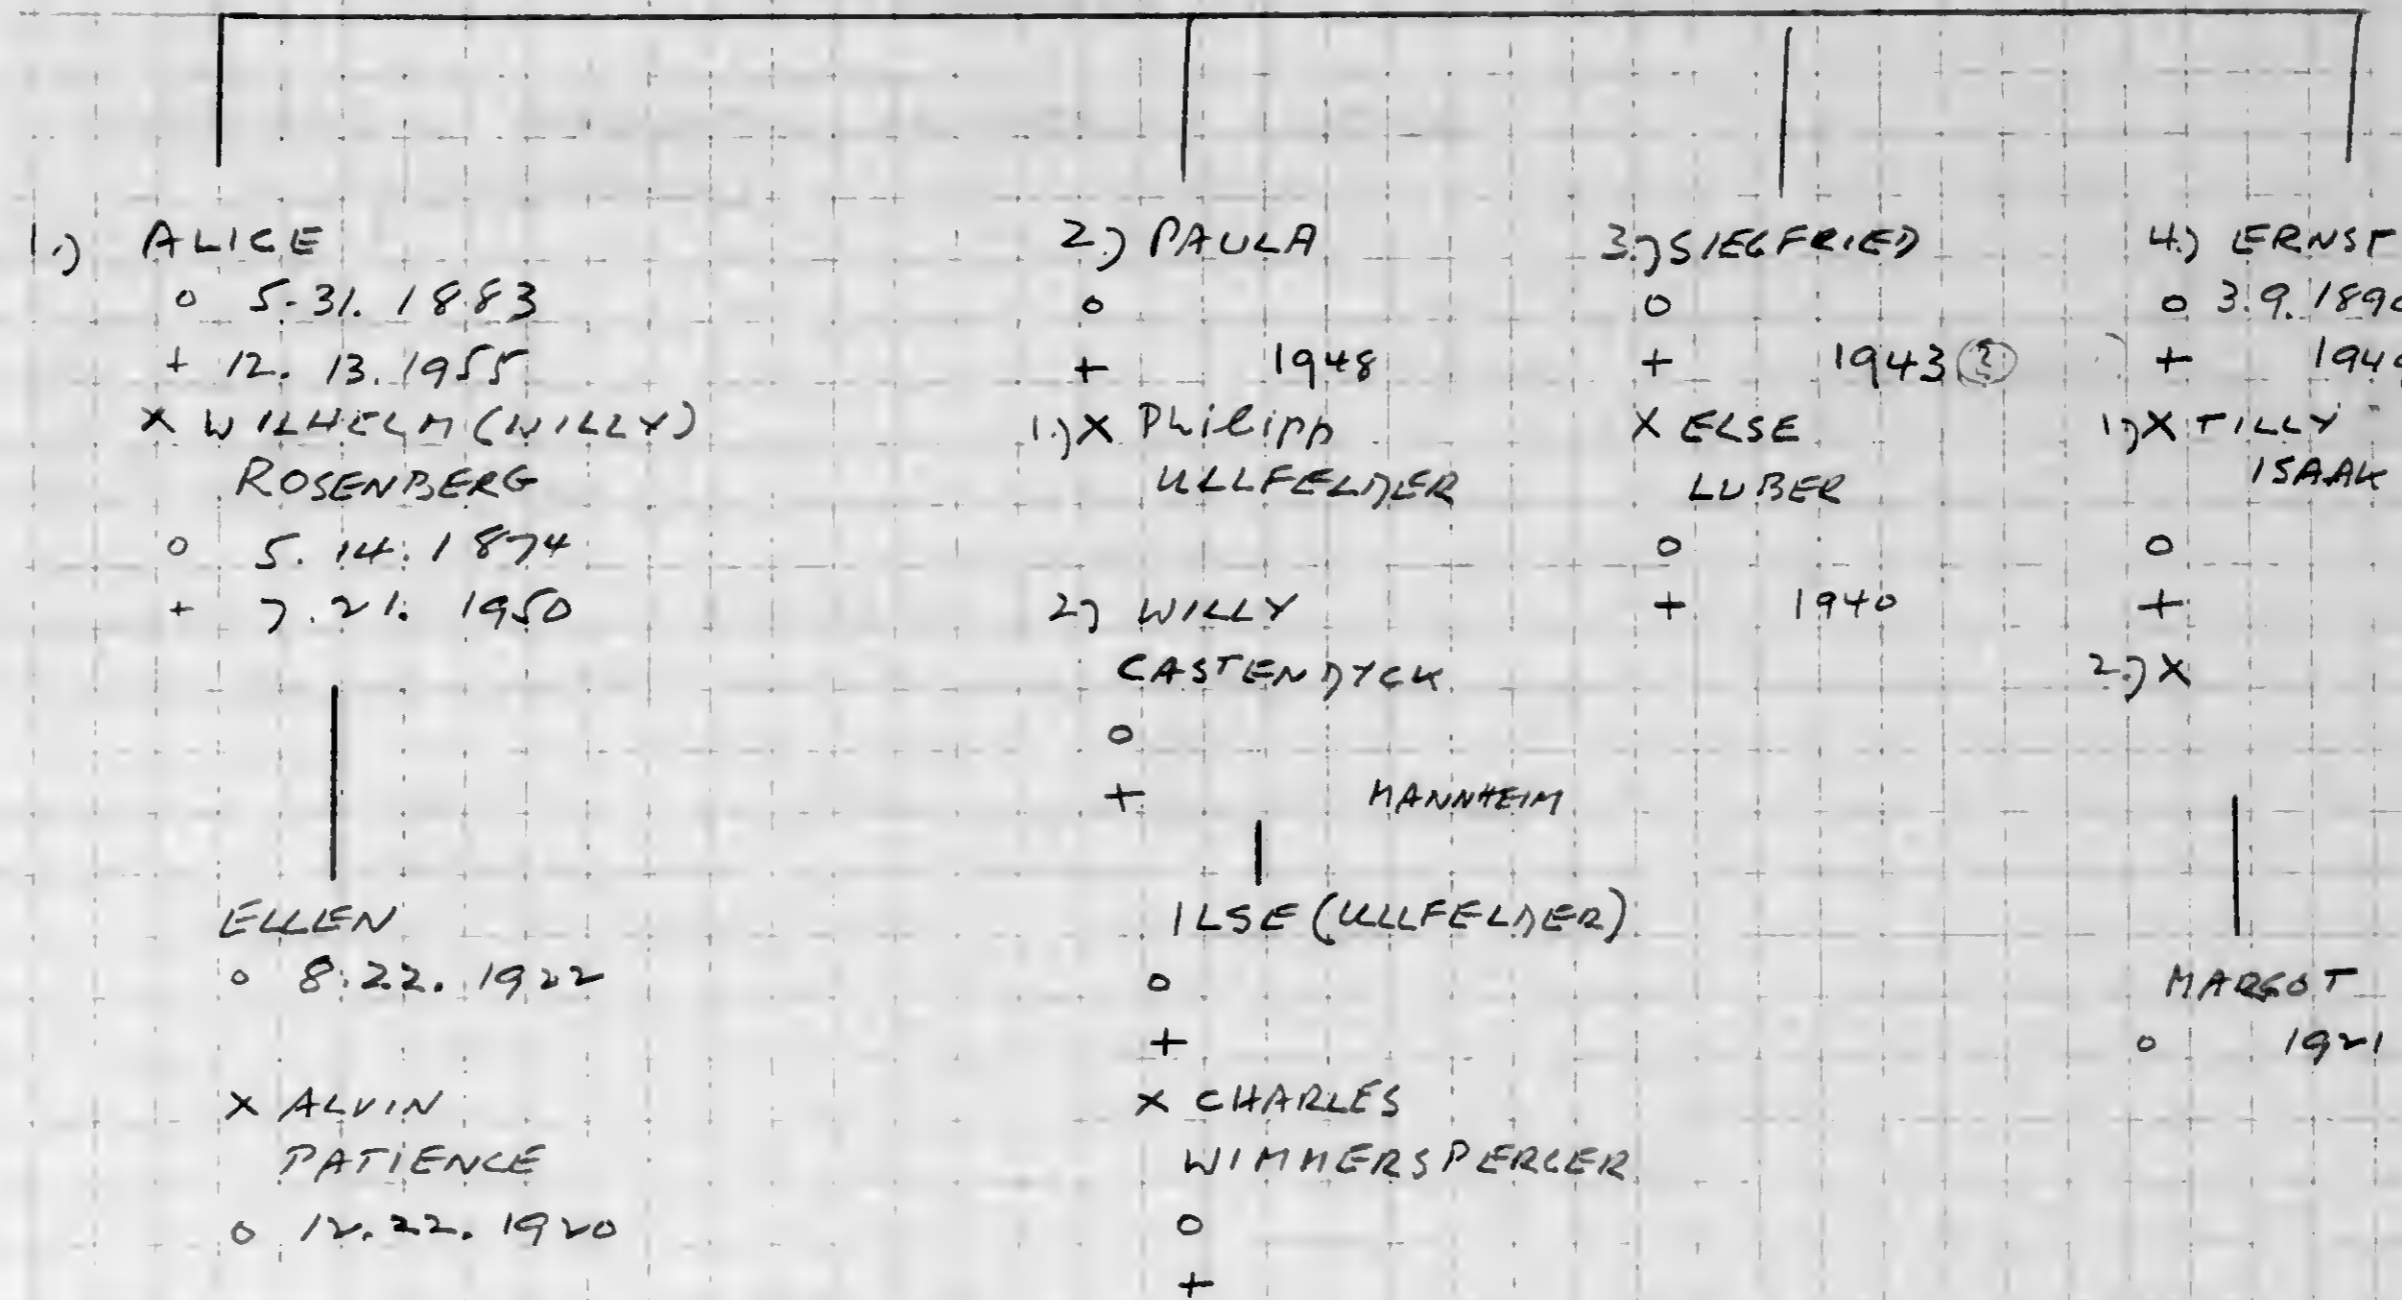 1.) ALICE
o 5.31.1883
+ 12.13.1955
X WILHELM (WILLY)
ROSENBERG
o 5.14.1874
+ 7.21.1950
ELLEN
o 8.22.1922
X ALVIN
PATIENCE
o 12.22.1920
2.) PAULA
o
+ 1948
1.) X Philipp
ULLFELDER
2) WILLY
CASTENDYCK
o
+ MANNHEIM
ILSE (ULLFELDER)
o
+
X CHARLES
WIMMERSPERGER
o
+
3.) SIEGFRIED
o
+ 1943 (?)
X ELSE
LUBER
o
+ 1940
4.) ERNST
o 3.9.1890
+
1) X TILLY
ISAAK
o
+
2.) X
MARGOT
o 1921